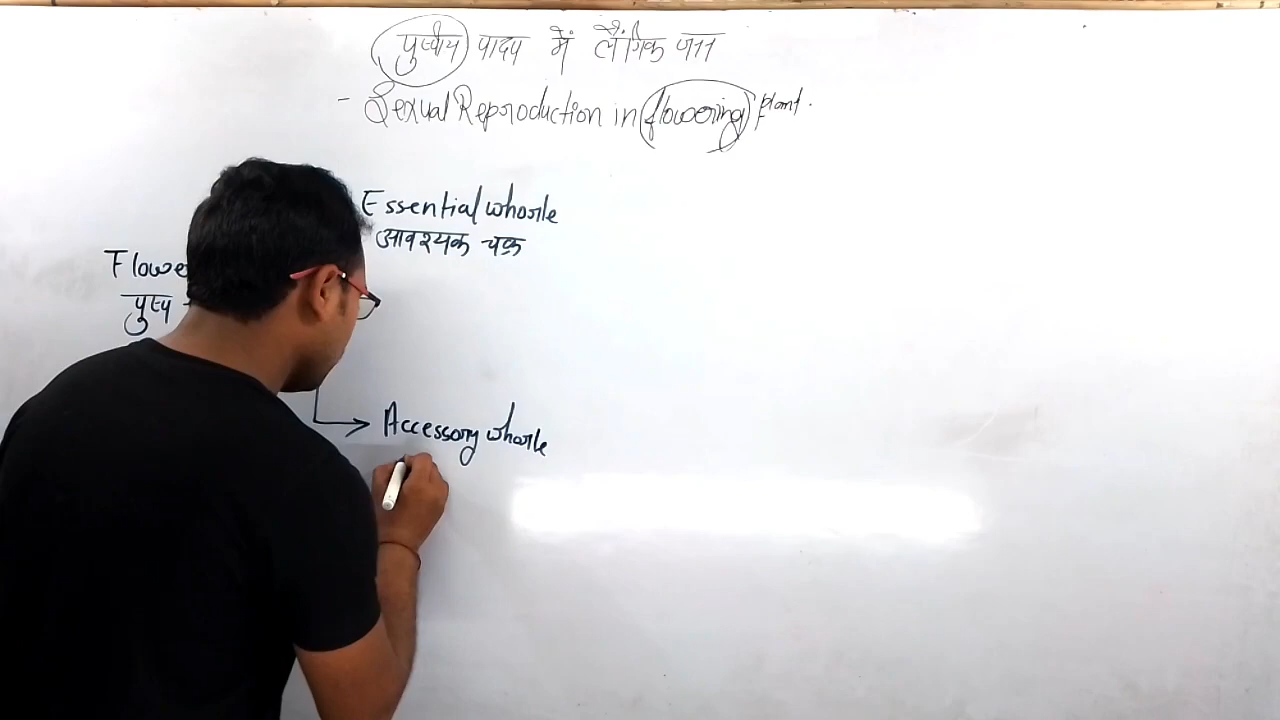 पुष्पीय पादप में लैंगिक जनन
- Sexual Reproduction in flowering plant.
Essential whorle
आवश्यक चक्र
Flowe
पुष्प
Accessory whorle